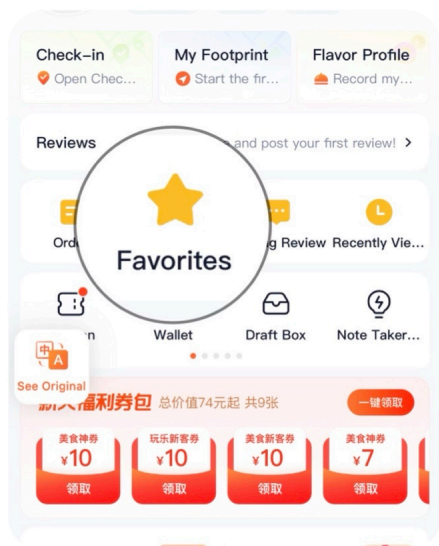 Check-in
My Footprint
Flavor Profile
Open Chec...
Start the fir...
Record my...
Reviews
and post your first review!
Favorites
Review
Recently Vie...
Wallet
Draft Box
Note Taker...
See Original
福利券包
总价值74元起 共9张
一键领取
美食神券
玩乐新客券
美食新客券
美食神券
¥10
¥10
¥10
¥7
领取
领取
领取
领取